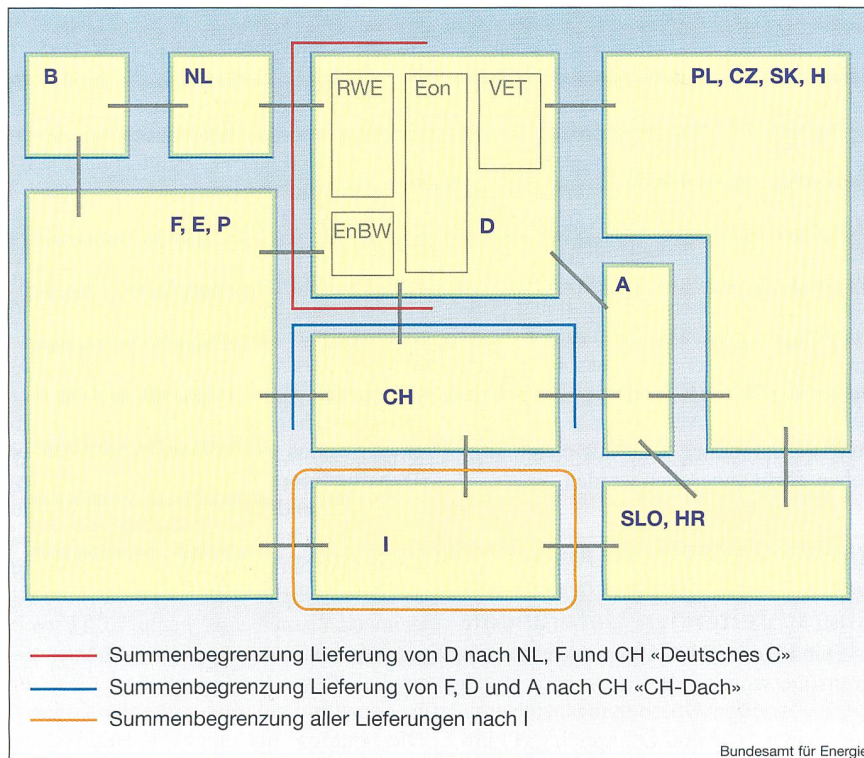 B
NL
RWE
Eon
VET
PL, CZ, SK, H
F, E, P
EnBW
D
A
CH
SLO, HR
I
Summenbegrenzung Lieferung von D nach NL, F und CH «Deutsches C»
Summenbegrenzung Lieferung von F, D und A nach CH «CH-Dach»
Summenbegrenzung aller Lieferungen nach I
Bundesamt für Energie